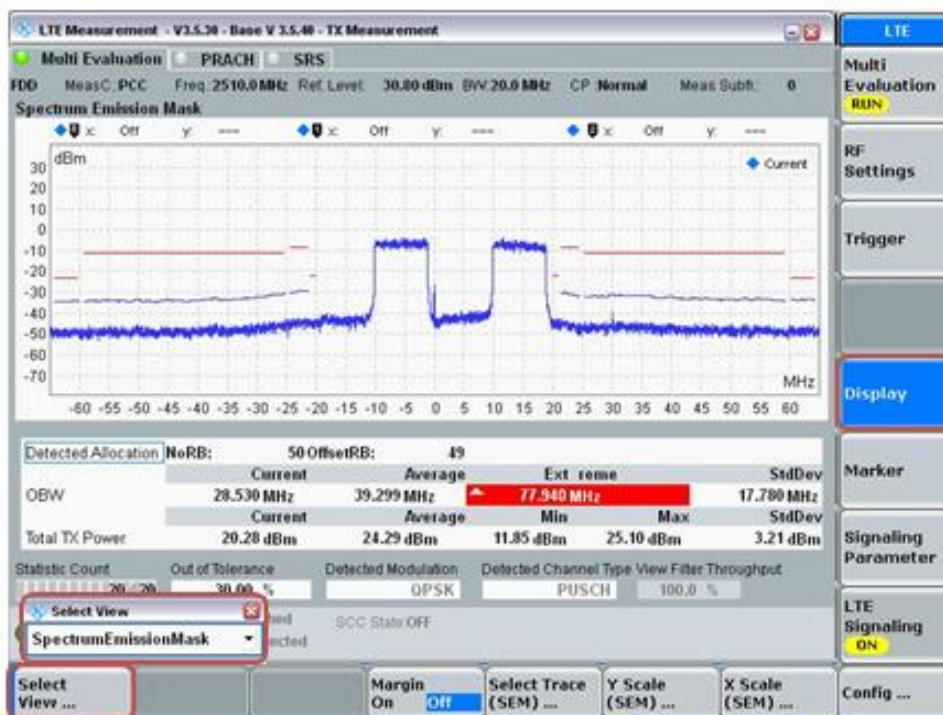 LTE Measurement - V3.5.30 - Base V 3.5.40 - TX Measurement
LTE
Multi Evaluation PRACH SRS
FDD MeasC.:PCC Freq.:2510.0 MHz Ref. Level: 30.80 dBm BW:20.0 MHz CP :Normal Meas Subfr.: 0
Spectrum Emission Mask
x: Off y: --- x: Off y: --- x: Off y: ---
dBm
Current
30
20
10
0
-10
-20
-30
-40
-50
-60
-70
MHz
-60 -55 -50 -45 -40 -35 -30 -25 -20 -15 -10 -5 0 5 10 15 20 25 30 35 40 45 50 55 60
Detected Allocation NoRB: 50 OffsetRB: 49
Current Average Ext reme StdDev
OBW 28.530 MHz 39.299 MHz 77.940 MHz 17.780 MHz
Current Average Min Max StdDev
Total TX Power 20.28 dBm 24.29 dBm 11.85 dBm 25.10 dBm 3.21 dBm
Statistic Count Out of Tolerance Detected Modulation Detected Channel Type View Filter Throughput
20 / 20 30.00 % QPSK PUSCH 100.0 %
SCC State OFF
Select View
SpectrumEmissionMask
Select View ...
Margin On Off
Select Trace (SEM) ...
Y Scale (SEM) ...
X Scale (SEM) ...
Multi Evaluation RUN
RF Settings
Trigger
Display
Marker
Signaling Parameter
LTE Signaling ON
Config ...